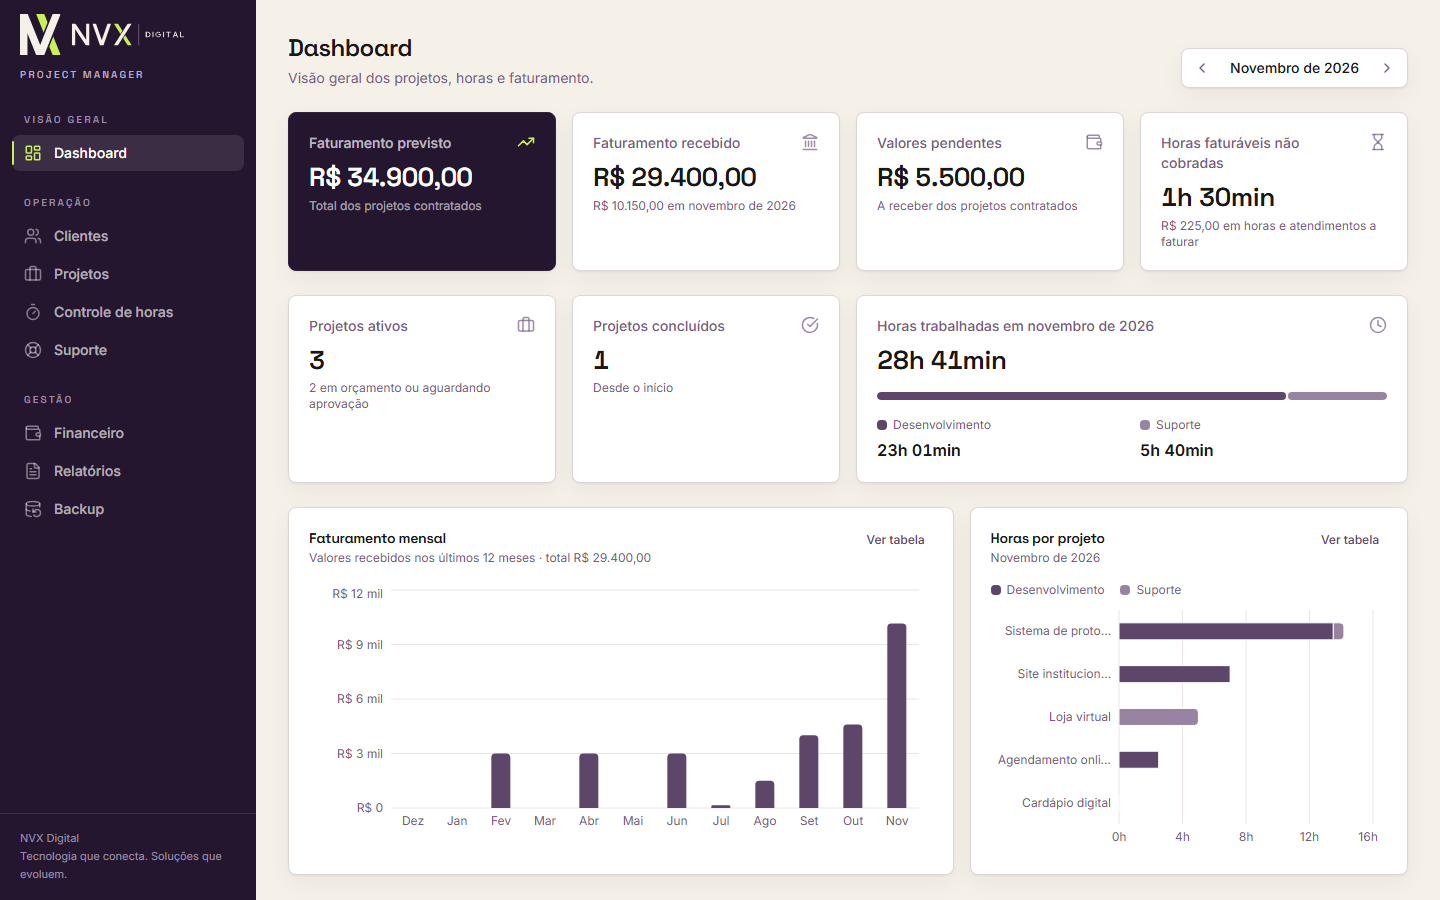 NVX DIGITAL
PROJECT MANAGER
VISÃO GERAL
Dashboard
OPERAÇÃO
Clientes
Projetos
Controle de horas
Suporte
GESTÃO
Financeiro
Relatórios
Backup
NVX Digital
Tecnologia que conecta. Soluções que
evoluem.
Dashboard
Visão geral dos projetos, horas e faturamento.
Novembro de 2026
Faturamento previsto
R$ 34.900,00
Total dos projetos contratados
Faturamento recebido
R$ 29.400,00
R$ 10.150,00 em novembro de 2026
Valores pendentes
R$ 5.500,00
A receber dos projetos contratados
Horas faturáveis não
cobradas
1h 30min
R$ 225,00 em horas e atendimentos a
faturar
Projetos ativos
3
2 em orçamento ou aguardando
aprovação
Projetos concluídos
1
Desde o início
Horas trabalhadas em novembro de 2026
28h 41min
Desenvolvimento
23h 01min
Suporte
5h 40min
Faturamento mensal
Valores recebidos nos últimos 12 meses · total R$ 29.400,00
Ver tabela
R$ 12 mil
R$ 9 mil
R$ 6 mil
R$ 3 mil
R$ 0
Dez Jan Fev Mar Abr Mai Jun Jul Ago Set Out Nov
Horas por projeto
Novembro de 2026
Ver tabela
Desenvolvimento Suporte
Sistema de proto...
Site institucion...
Loja virtual
Agendamento onli...
Cardápio digital
0h 4h 8h 12h 16h